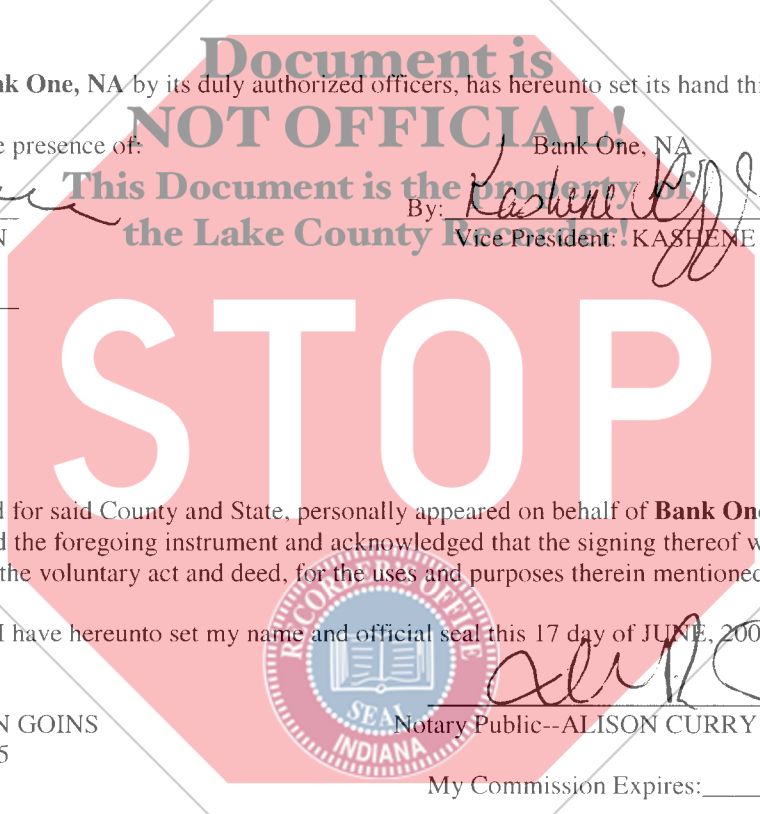 Document is
nk One, NA by its duly authorized officers, has hereunto set its hand thi
NOT OFFICIAL!
e presence of:
Bank One, NA
This Document is the property of
By: Kashene
N
the Lake County Recorder!
Vice President: KASHENE
STOP
d for said County and State, personally appeared on behalf of Bank One
d the foregoing instrument and acknowledged that the signing thereof w
the voluntary act and deed, for the uses and purposes therein mentioned
RECORDER'S OFFICE
I have hereunto set my name and official seal this 17 day of JUNE, 200
SEAL
N GOINS
Notary Public--ALISON CURRY
INDIANA
5
My Commission Expires: